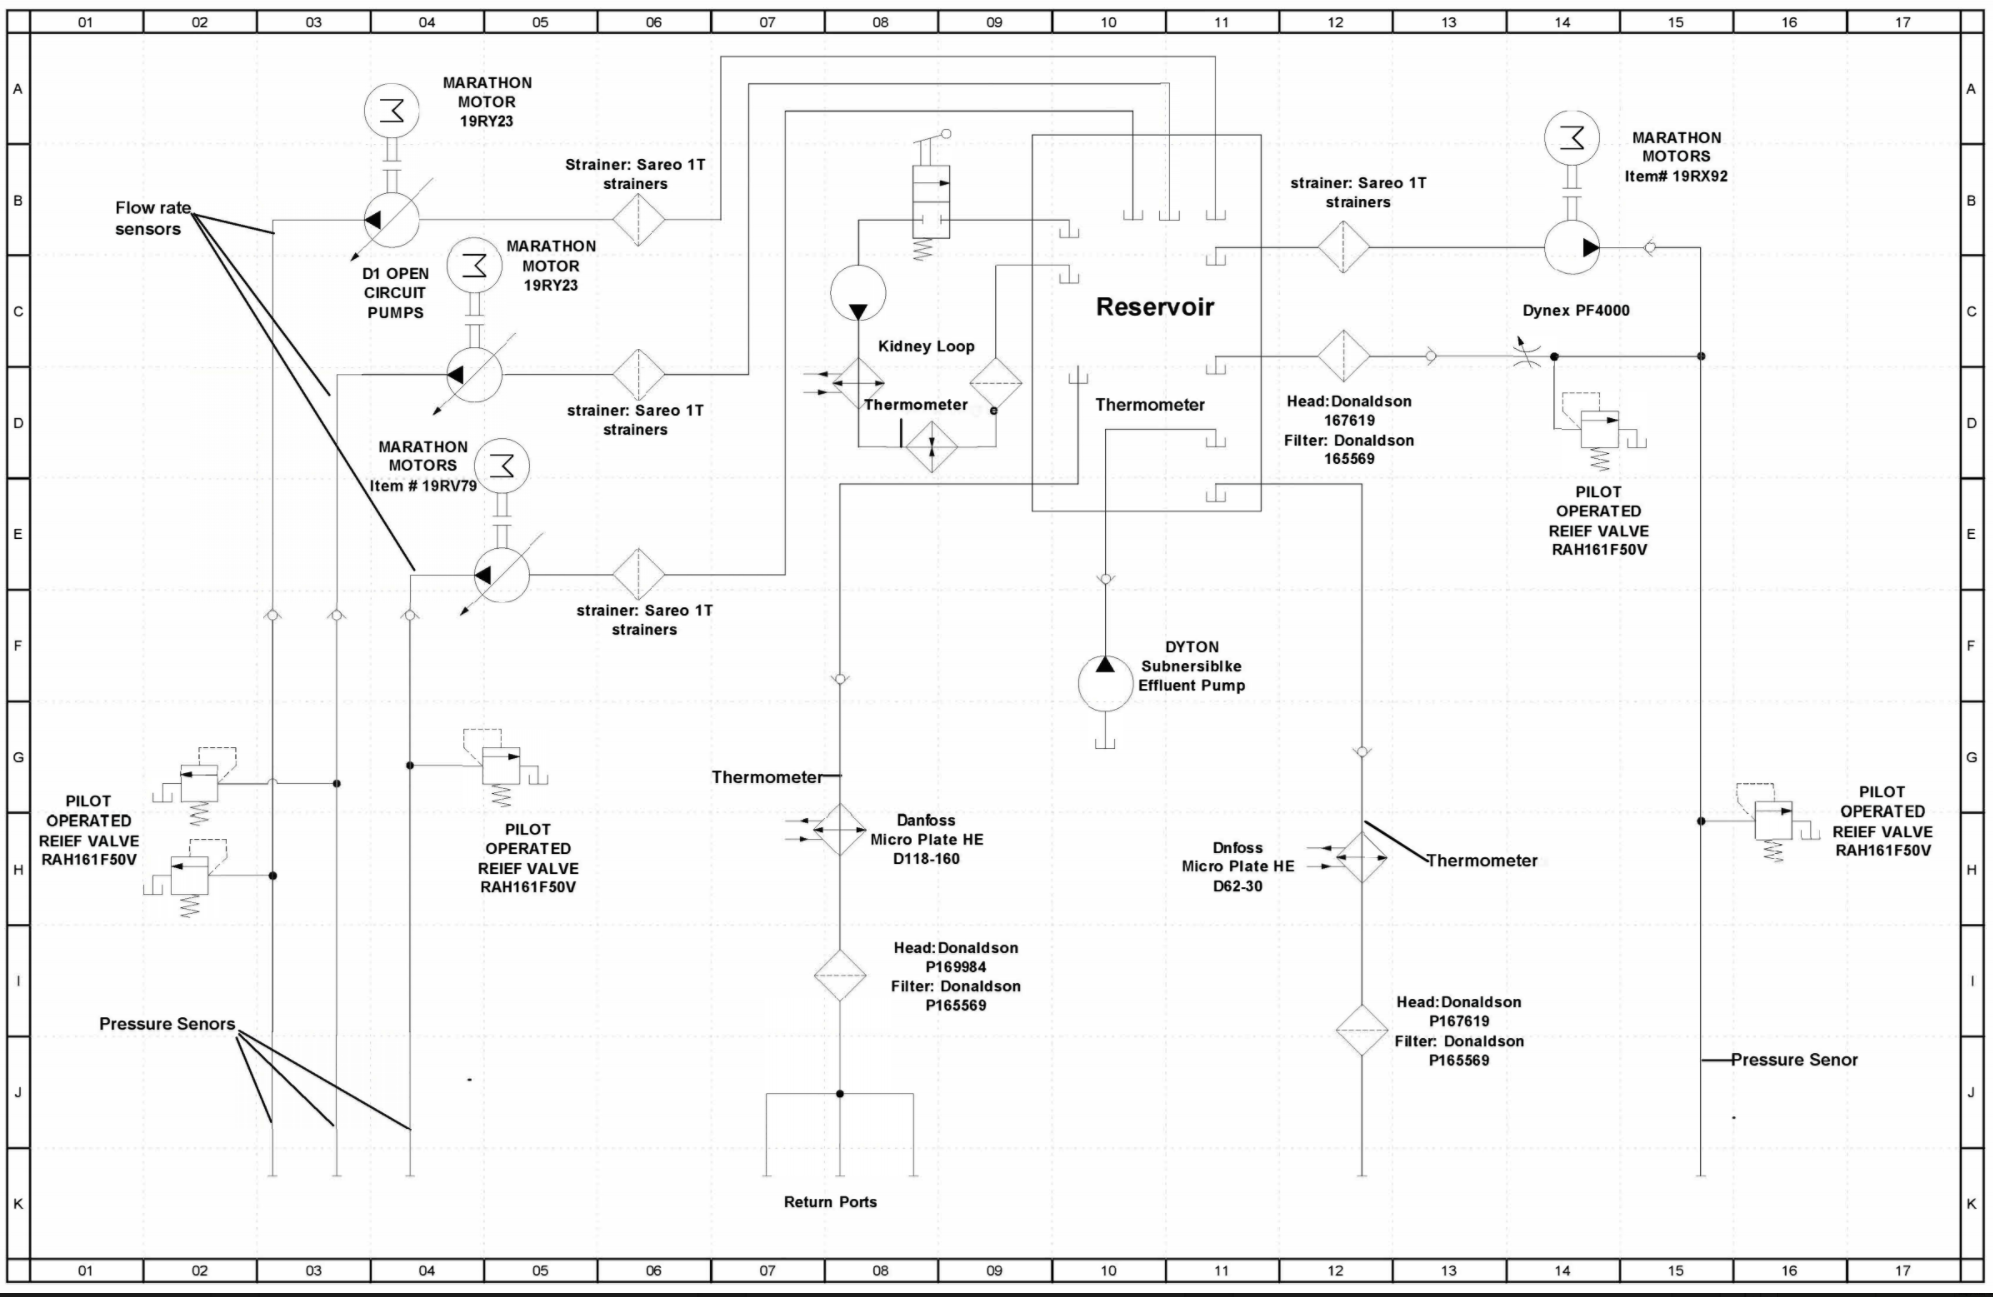 01 02 03 04 05 06 07 08 09 10 11 12 13 14 15 16 17
A
B
C
D
E
F
G
H
I
J
K
A
B
C
D
E
F
G
H
I
J
K
MARATHON
MOTOR
19RY23
Strainer: Sareo 1T
strainers
Flow rate
sensors
D1 OPEN
CIRCUIT
PUMPS
MARATHON
MOTOR
19RY23
strainer: Sareo 1T
strainers
MARATHON
MOTORS
Item # 19RV79
strainer: Sareo 1T
strainers
Kidney Loop
Thermometer
Reservoir
Thermometer
strainer: Sareo 1T
strainers
MARATHON
MOTORS
Item# 19RX92
Dynex PF4000
Head:Donaldson
167619
Filter: Donaldson
165569
PILOT
OPERATED
REIEF VALVE
RAH161F50V
DYTON
Subnersiblke
Effluent Pump
PILOT
OPERATED
REIEF VALVE
RAH161F50V
PILOT
OPERATED
REIEF VALVE
RAH161F50V
Thermometer
Danfoss
Micro Plate HE
D118-160
Dnfoss
Micro Plate HE
D62-30
Thermometer
PILOT
OPERATED
REIEF VALVE
RAH161F50V
Head:Donaldson
P169984
Filter: Donaldson
P165569
Head:Donaldson
P167619
Filter: Donaldson
P165569
Pressure Senors
Pressure Senor
Return Ports
01 02 03 04 05 06 07 08 09 10 11 12 13 14 15 16 17